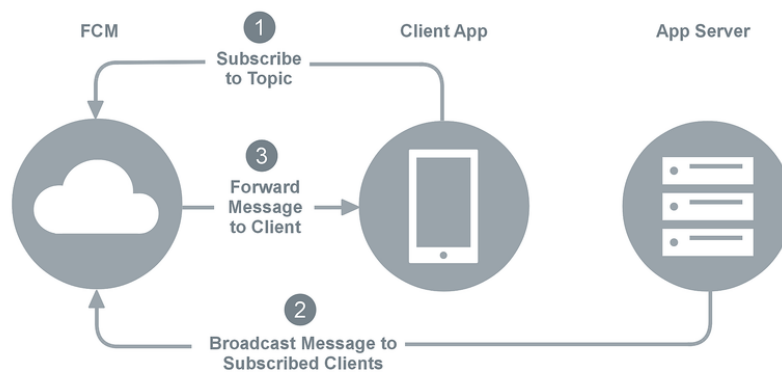 FCM
Client App
App Server
1
Subscribe
to Topic
3
Forward
Message
to Client
2
Broadcast Message to
Subscribed Clients